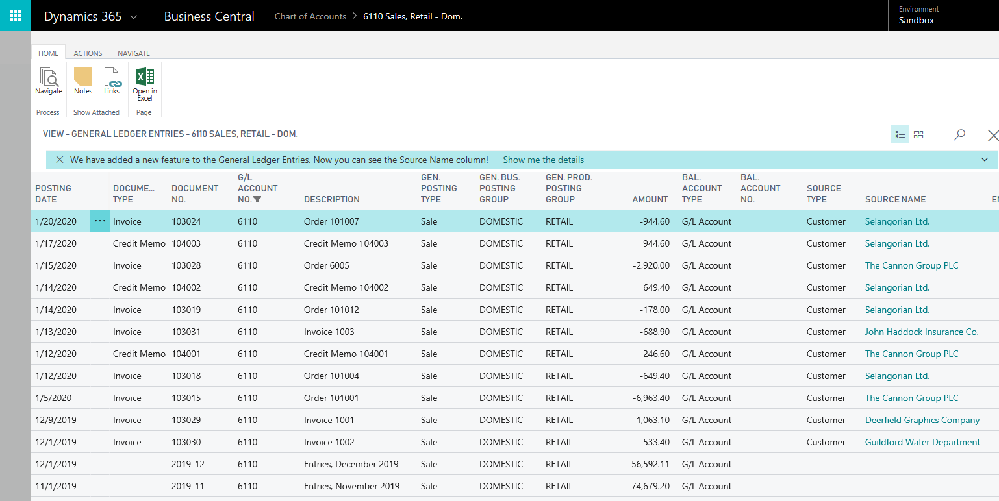 Dynamics 365 Business Central Chart of Accounts > 6110 Sales, Retail - Dom. Environment
Sandbox
HOME ACTIONS NAVIGATE
Navigate Notes Links Open in
Excel
Process Show Attached Page
VIEW - GENERAL LEDGER ENTRIES - 6110 SALES, RETAIL - DOM.
We have added a new feature to the General Ledger Entries. Now you can see the Source Name column! Show me the details
G/L GEN. GEN. BUS. GEN. PROD. BAL. BAL.
POSTING DOCUME... DOCUMENT ACCOUNT POSTING POSTING POSTING ACCOUNT ACCOUNT SOURCE
DATE TYPE NO. NO. DESCRIPTION TYPE GROUP GROUP AMOUNT TYPE NO. TYPE SOURCE NAME
1/20/2020 ... Invoice 103024 6110 Order 101007 Sale DOMESTIC RETAIL -944.60 G/L Account Customer Selangorian Ltd.
1/17/2020 Credit Memo 104003 6110 Credit Memo 104003 Sale DOMESTIC RETAIL 944.60 G/L Account Customer Selangorian Ltd.
1/15/2020 Invoice 103028 6110 Order 6005 Sale DOMESTIC RETAIL -2,920.00 G/L Account Customer The Cannon Group PLC
1/14/2020 Credit Memo 104002 6110 Credit Memo 104002 Sale DOMESTIC RETAIL 649.40 G/L Account Customer Selangorian Ltd.
1/14/2020 Invoice 103019 6110 Order 101012 Sale DOMESTIC RETAIL -178.00 G/L Account Customer Selangorian Ltd.
1/13/2020 Invoice 103031 6110 Invoice 1003 Sale DOMESTIC RETAIL -688.90 G/L Account Customer John Haddock Insurance Co.
1/12/2020 Credit Memo 104001 6110 Credit Memo 104001 Sale DOMESTIC RETAIL 246.60 G/L Account Customer The Cannon Group PLC
1/12/2020 Invoice 103018 6110 Order 101004 Sale DOMESTIC RETAIL -649.40 G/L Account Customer Selangorian Ltd.
1/5/2020 Invoice 103015 6110 Order 101001 Sale DOMESTIC RETAIL -6,963.40 G/L Account Customer The Cannon Group PLC
12/9/2019 Invoice 103029 6110 Invoice 1001 Sale DOMESTIC RETAIL -1,063.10 G/L Account Customer Deerfield Graphics Company
12/1/2019 Invoice 103030 6110 Invoice 1002 Sale DOMESTIC RETAIL -533.40 G/L Account Customer Guildford Water Department
12/1/2019 2019-12 6110 Entries, December 2019 Sale DOMESTIC RETAIL -56,592.11 G/L Account
11/1/2019 2019-11 6110 Entries, November 2019 Sale DOMESTIC RETAIL -74,679.20 G/L Account